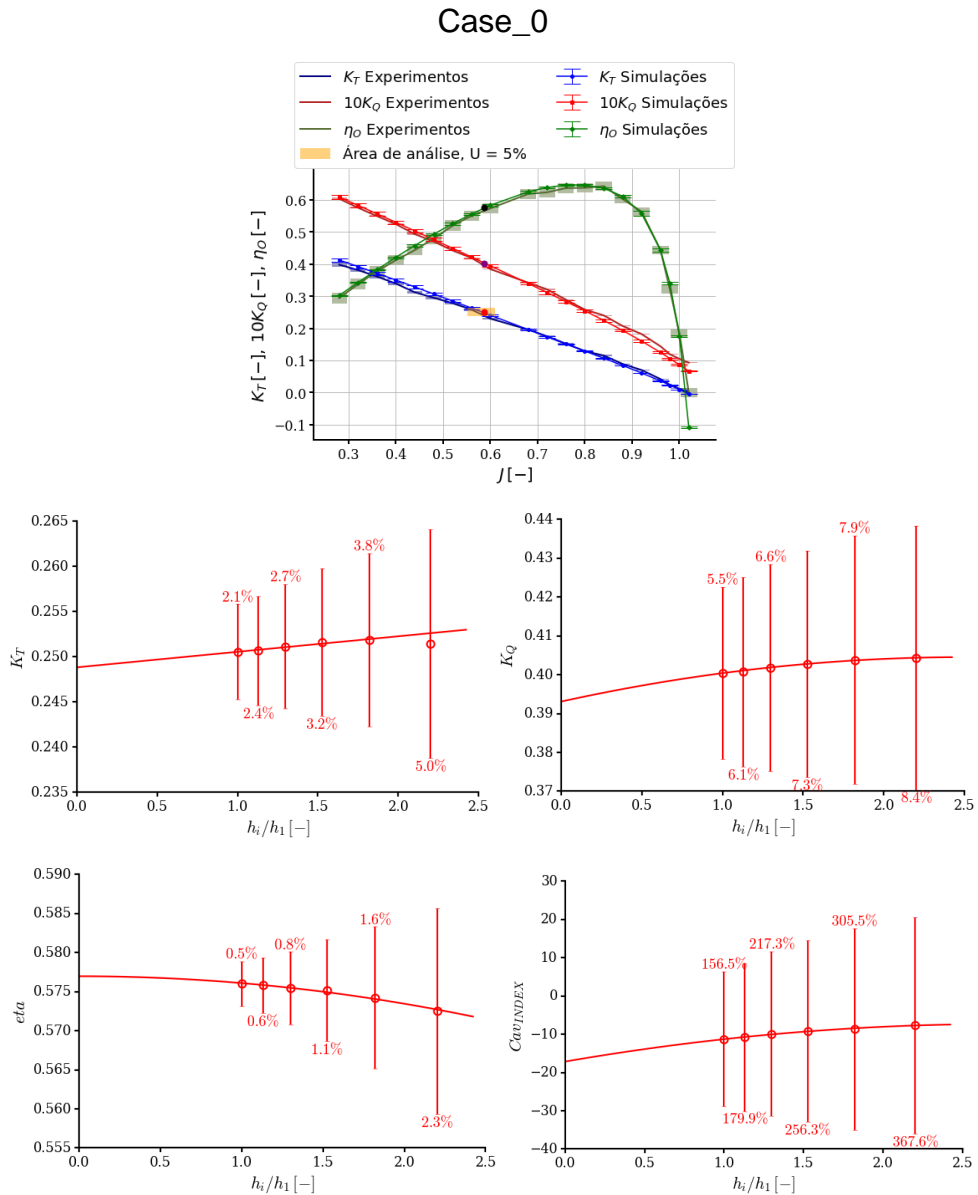 Case_0
K_T Experimentos
10K_Q Experimentos
η_O Experimentos
Área de análise, U = 5%
K_T Simulações
10K_Q Simulações
η_O Simulações
K_T [−], 10K_Q [−], η_O [−]
0.6
0.5
0.4
0.3
0.2
0.1
0.0
−0.1
0.3 0.4 0.5 0.6 0.7 0.8 0.9 1.0
J [−]
K_T
0.265
0.260
0.255
0.250
0.245
0.240
0.235
2.1% 2.7% 3.8%
2.4% 3.2% 5.0%
0.0 1.0 1.5 2.0 2.5
h_i/h_1 [−]
K_Q
0.44
0.43
0.42
0.41
0.40
0.39
0.38
0.37
5.5% 6.6% 7.9%
6.1% 7.3% 8.4%
0.0 0.5 1.0 1.5 2.0 2.5
h_i/h_1 [−]
eta
0.590
0.585
0.580
0.575
0.570
0.565
0.560
0.555
0.5% 0.8% 1.6%
0.6% 1.1% 2.3%
0.0 0.5 1.0 1.5 2.0 2.5
h_i/h_1 [−]
Cav_INDEX
30
20
10
0
−10
−20
−30
−40
156.5% 217.3% 305.5%
179.9% 256.3% 367.6%
0.0 1.0 1.5 2.0 2.5
h_i/h_1 [−]